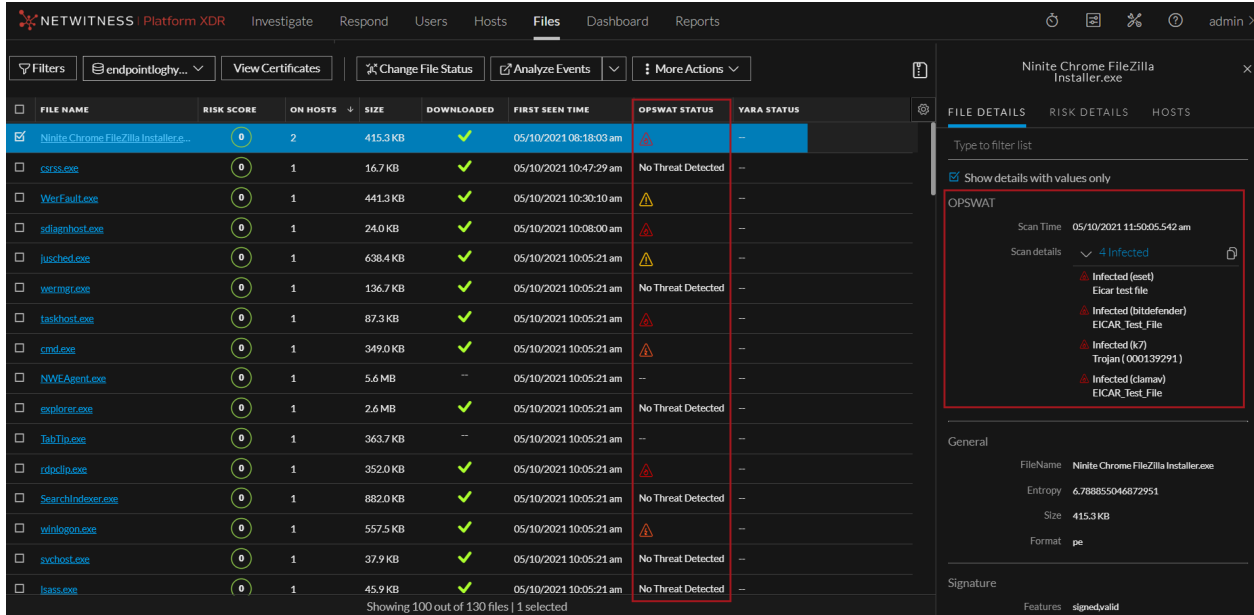 NETWITNESS | Platform XDR Investigate Respond Users Hosts Files Dashboard Reports admin
Filters endpointloghy... View Certificates Change File Status Analyze Events More Actions
FILE NAME RISK SCORE ON HOSTS SIZE DOWNLOADED FIRST SEEN TIME OPSWAT STATUS YARA STATUS
Ninite Chrome FileZilla Installer.e... 0 2 415.3 KB 05/10/2021 08:18:03 am --
csrss.exe 0 1 16.7 KB 05/10/2021 10:47:29 am No Threat Detected --
WerFault.exe 0 1 441.3 KB 05/10/2021 10:30:10 am --
sdiagnhost.exe 0 1 24.0 KB 05/10/2021 10:08:00 am --
jusched.exe 0 1 638.4 KB 05/10/2021 10:05:21 am --
wermgr.exe 0 1 136.7 KB 05/10/2021 10:05:21 am No Threat Detected --
taskhost.exe 0 1 87.3 KB 05/10/2021 10:05:21 am --
cmd.exe 0 1 349.0 KB 05/10/2021 10:05:21 am --
NWEAgent.exe 0 1 5.6 MB -- 05/10/2021 10:05:21 am -- --
explorer.exe 0 1 2.6 MB 05/10/2021 10:05:21 am No Threat Detected --
TabTip.exe 0 1 363.7 KB -- 05/10/2021 10:05:21 am -- --
rdpclip.exe 0 1 352.0 KB 05/10/2021 10:05:21 am --
SearchIndexer.exe 0 1 882.0 KB 05/10/2021 10:05:21 am No Threat Detected --
winlogon.exe 0 1 557.5 KB 05/10/2021 10:05:21 am --
svchost.exe 0 1 37.9 KB 05/10/2021 10:05:21 am No Threat Detected --
lsass.exe 0 1 45.9 KB 05/10/2021 10:05:21 am No Threat Detected --
Showing 100 out of 130 files | 1 selected
Ninite Chrome FileZilla
Installer.exe
FILE DETAILS RISK DETAILS HOSTS
Type to filter list
Show details with values only
OPSWAT
Scan Time 05/10/2021 11:50:05.542 am
Scan details 4 Infected
Infected (eset)
Eicar test file
Infected (bitdefender)
EICAR_Test_File
Infected (k7)
Trojan ( 000139291 )
Infected (clamav)
EICAR_Test_File
General
FileName Ninite Chrome FileZilla Installer.exe
Entropy 6.788855046872951
Size 415.3 KB
Format pe
Signature
Features signed,valid